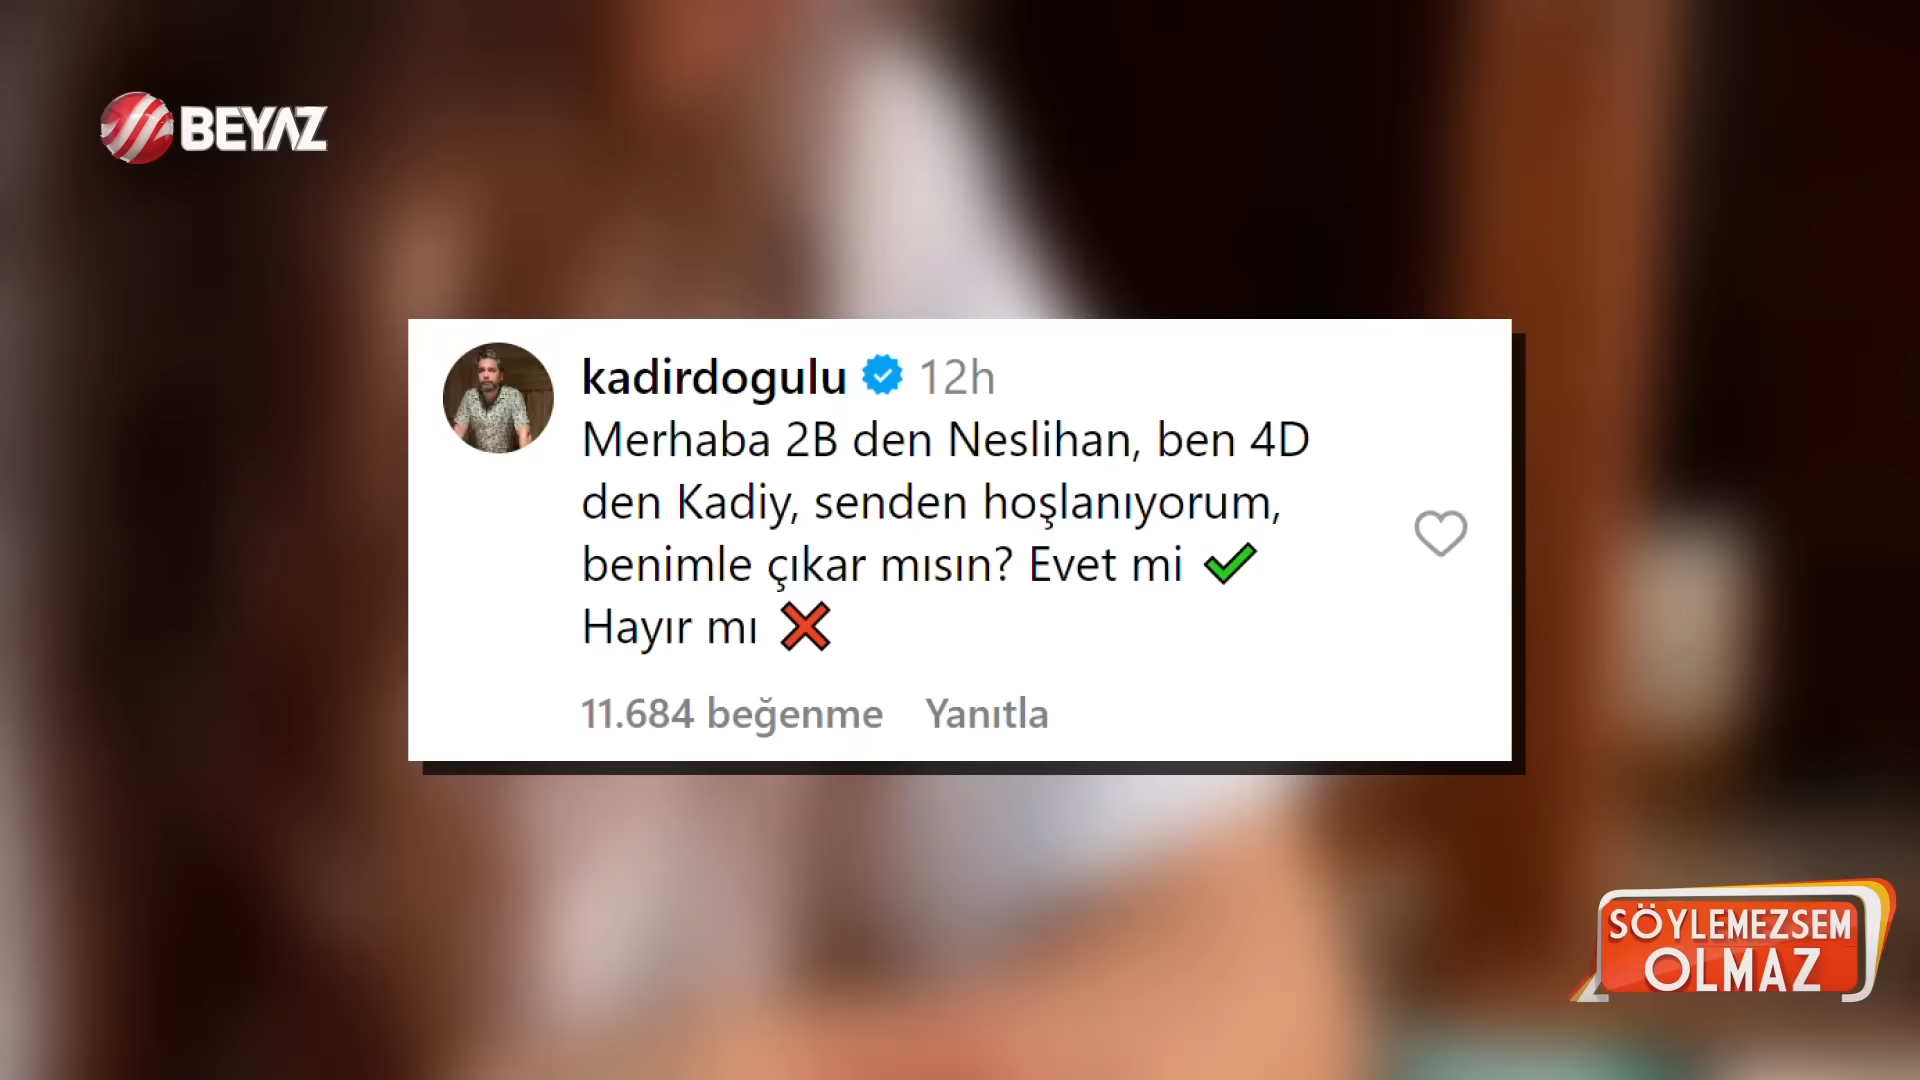 BEYAZ
kadirdogulu 12h
Merhaba 2B den Neslihan, ben 4D
den Kadiy, senden hoşlanıyorum,
benimle çıkar mısın? Evet mi ✔
Hayır mı ❌
11.684 beğenme Yanıtla
SÖYLEMEZSEM
OLMAZ